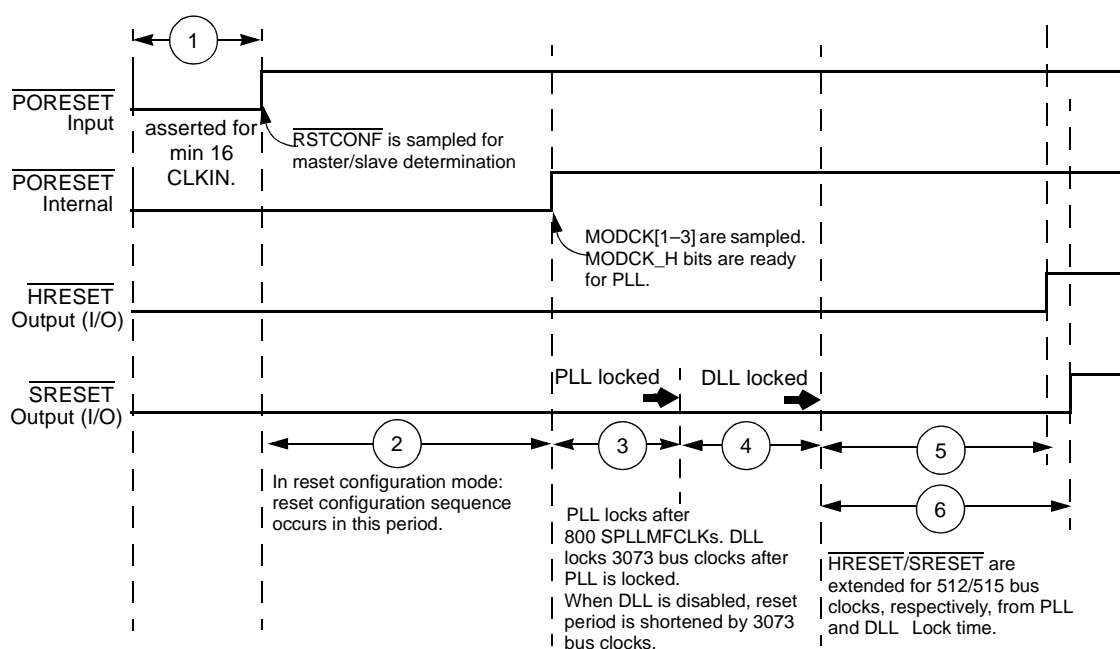 1
PORESET
Input
asserted for
min 16
CLKIN.
RSTCONF is sampled for
master/slave determination
PORESET
Internal
MODCK[1–3] are sampled.
MODCK_H bits are ready
for PLL.
HRESET
Output (I/O)
PLL locked
DLL locked
SRESET
Output (I/O)
2
3
4
5
6
In reset configuration mode:
reset configuration sequence
occurs in this period.
PLL locks after
800 SPLLMFCLKs. DLL
locks 3073 bus clocks after
PLL is locked.
When DLL is disabled, reset
period is shortened by 3073
bus clocks.
HRESET/SRESET are
extended for 512/515 bus
clocks, respectively, from PLL
and DLL Lock time.